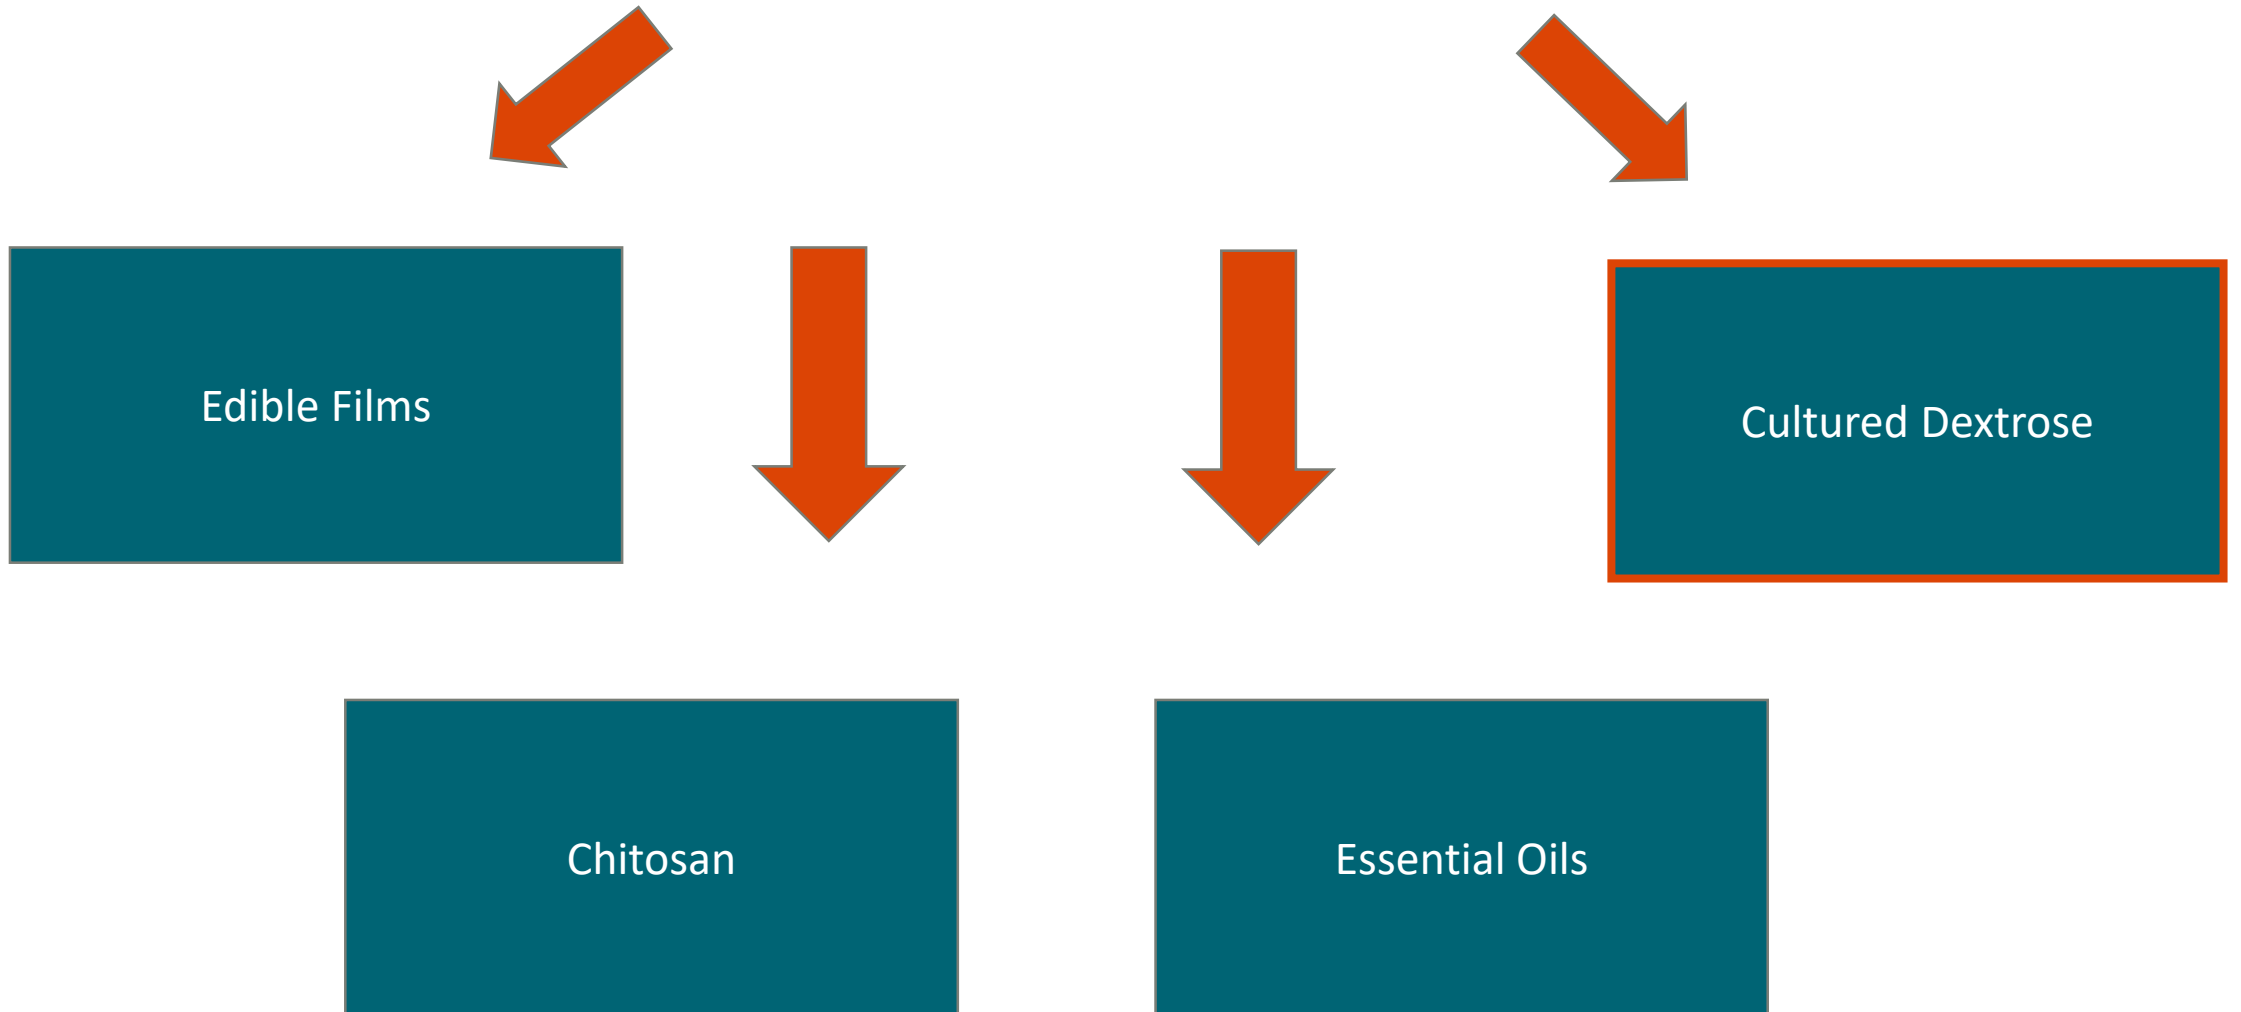 Edible Films
Cultured Dextrose
Chitosan
Essential Oils